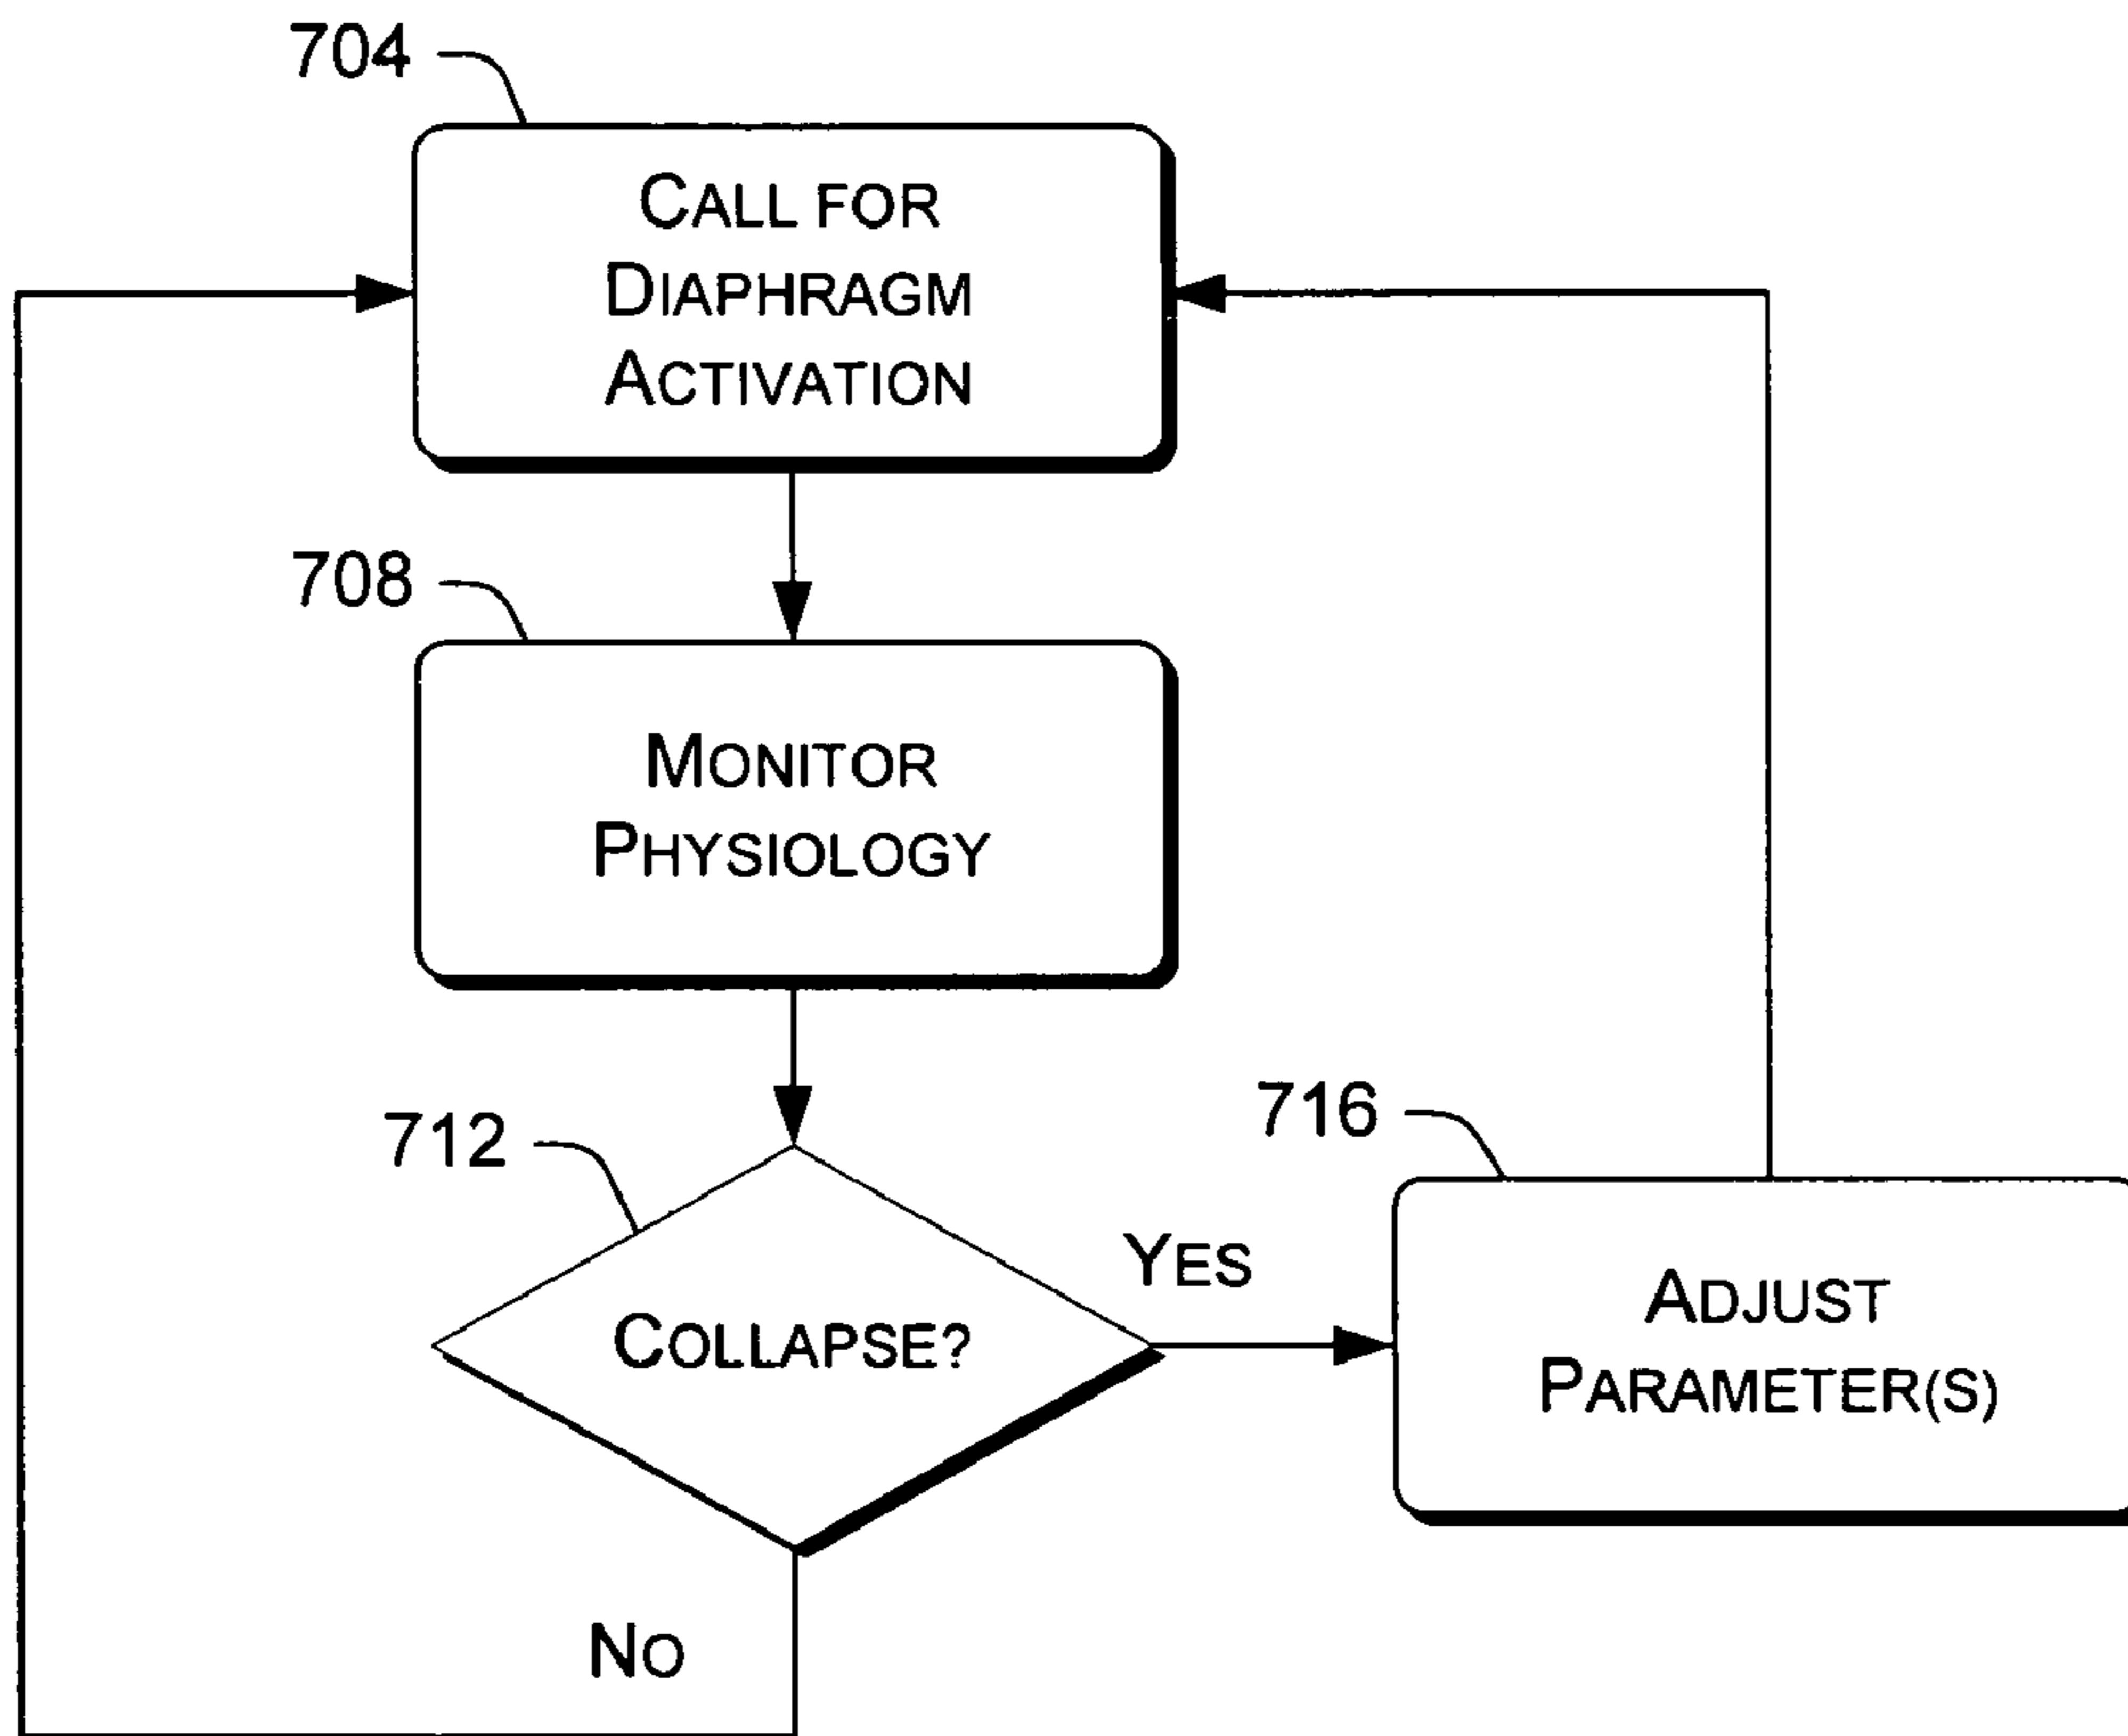 704
CALL FOR
DIAPHRAGM
ACTIVATION
708
MONITOR
PHYSIOLOGY
712
COLLAPSE?
YES
716
ADJUST
PARAMETER(S)
NO